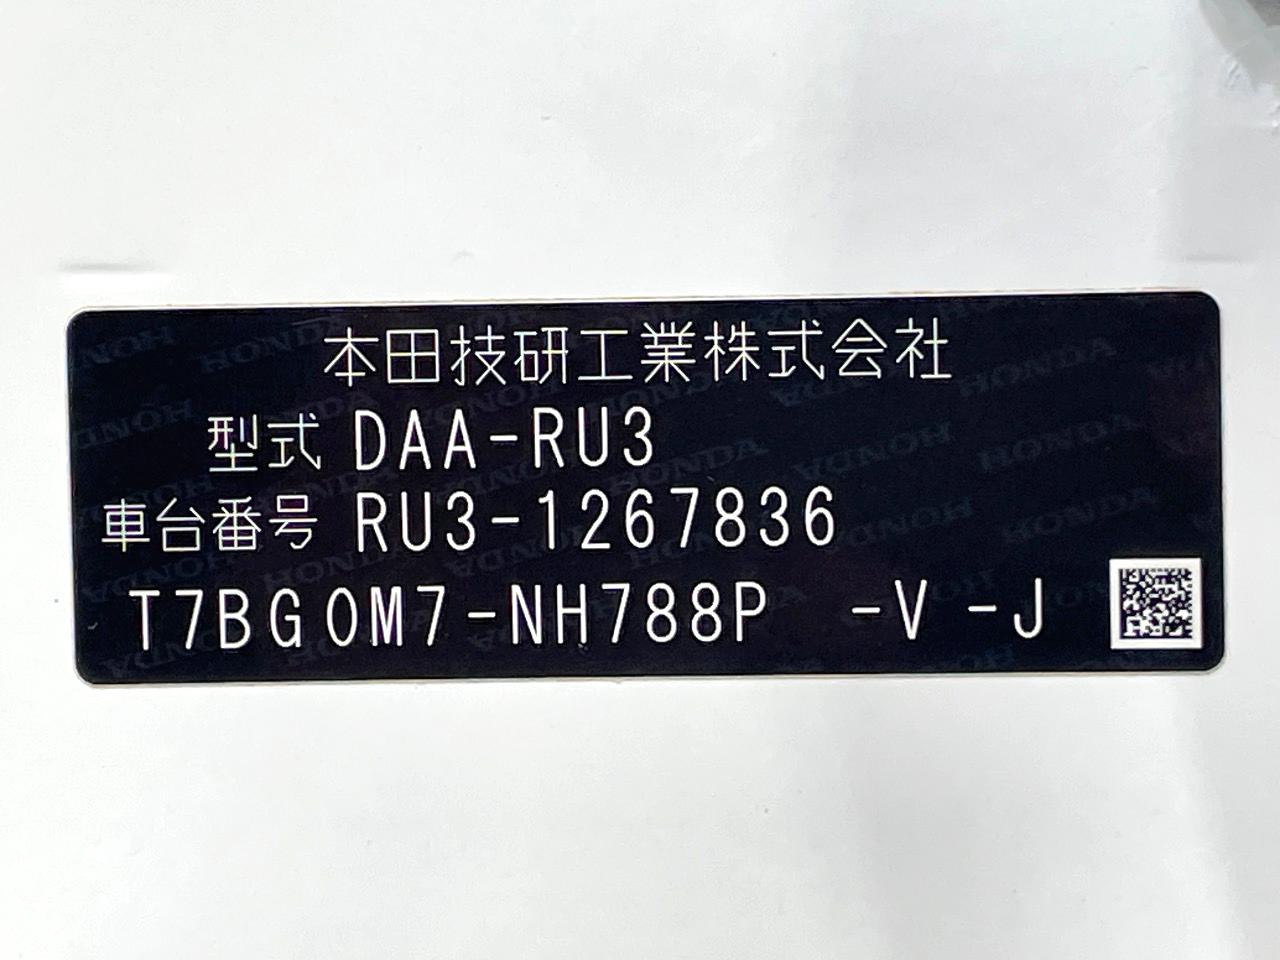 本田技研工業株式会社
型式 DAA-RU3
車台番号 RU3-1267836
T7BG0M7-NH788P -V -J